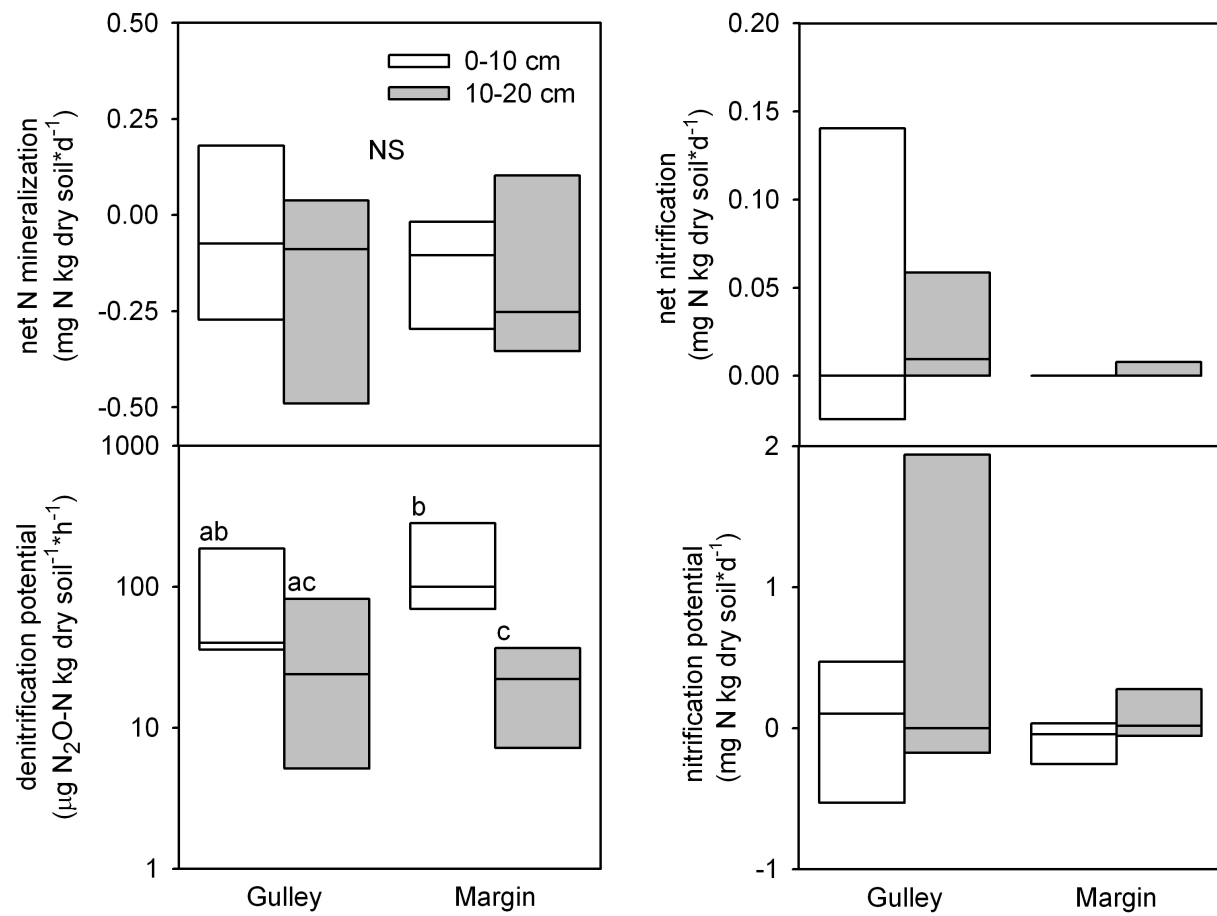 net N mineralization
(mg N kg dry soil*d⁻¹)
0.50
0.25
0.00
-0.25
-0.50
0-10 cm
10-20 cm
NS
net nitrification
(mg N kg dry soil*d⁻¹)
0.20
0.15
0.10
0.05
0.00
denitrification potential
(µg N₂O-N kg dry soil⁻¹*h⁻¹)
1000
100
10
1
ab
ac
b
c
Gulley
Margin
nitrification potential
(mg N kg dry soil*d⁻¹)
2
1
0
-1
Gulley
Margin